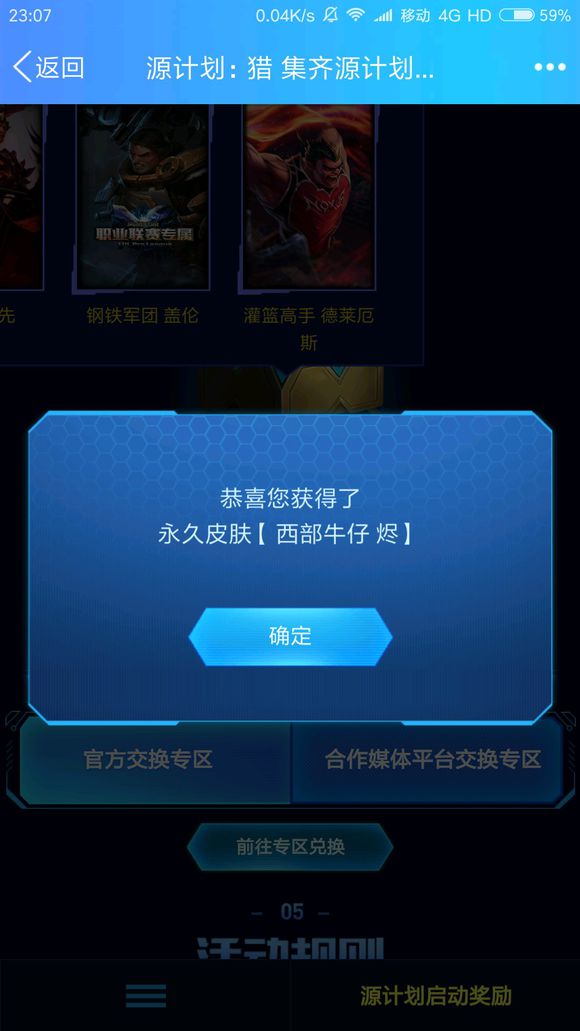 23:07
0.04K/s 移动 4G HD 59%
返回 源计划：猎 集齐源计划...
职业联赛专属
先 钢铁军团 盖伦 灌篮高手 德莱厄
斯
恭喜您获得了
永久皮肤【 西部牛仔 烬】
确定
官方交换专区 合作媒体平台交换专区
前往专区兑换
05
活动规则
源计划启动奖励